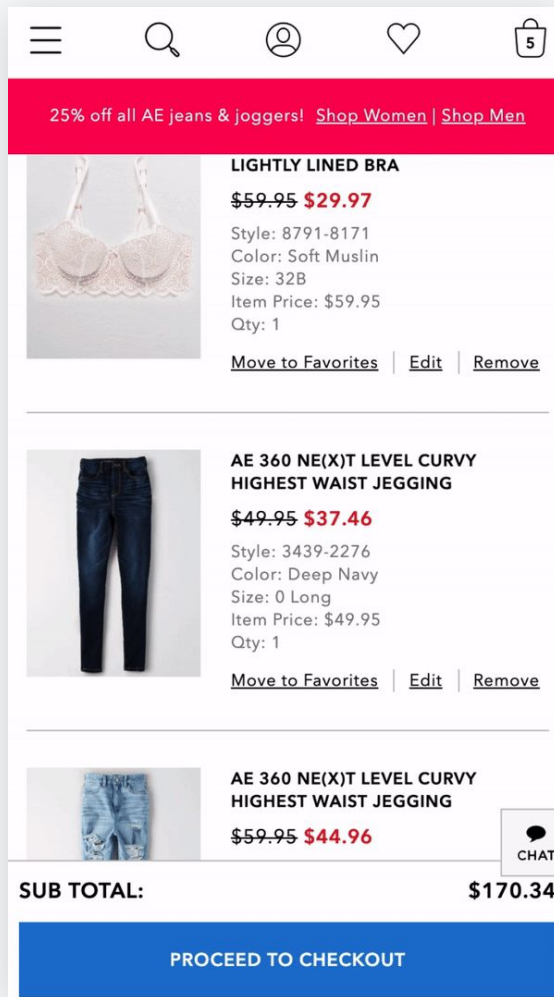 5
25% off all AE jeans & joggers! Shop Women | Shop Men
LIGHTLY LINED BRA
$59.95 $29.97
Style: 8791-8171
Color: Soft Muslin
Size: 32B
Item Price: $59.95
Qty: 1
Move to Favorites | Edit | Remove
AE 360 NE(X)T LEVEL CURVY
HIGHEST WAIST JEGGING
$49.95 $37.46
Style: 3439-2276
Color: Deep Navy
Size: 0 Long
Item Price: $49.95
Qty: 1
Move to Favorites | Edit | Remove
AE 360 NE(X)T LEVEL CURVY
HIGHEST WAIST JEGGING
$59.95 $44.96
CHAT
SUB TOTAL: $170.34
PROCEED TO CHECKOUT